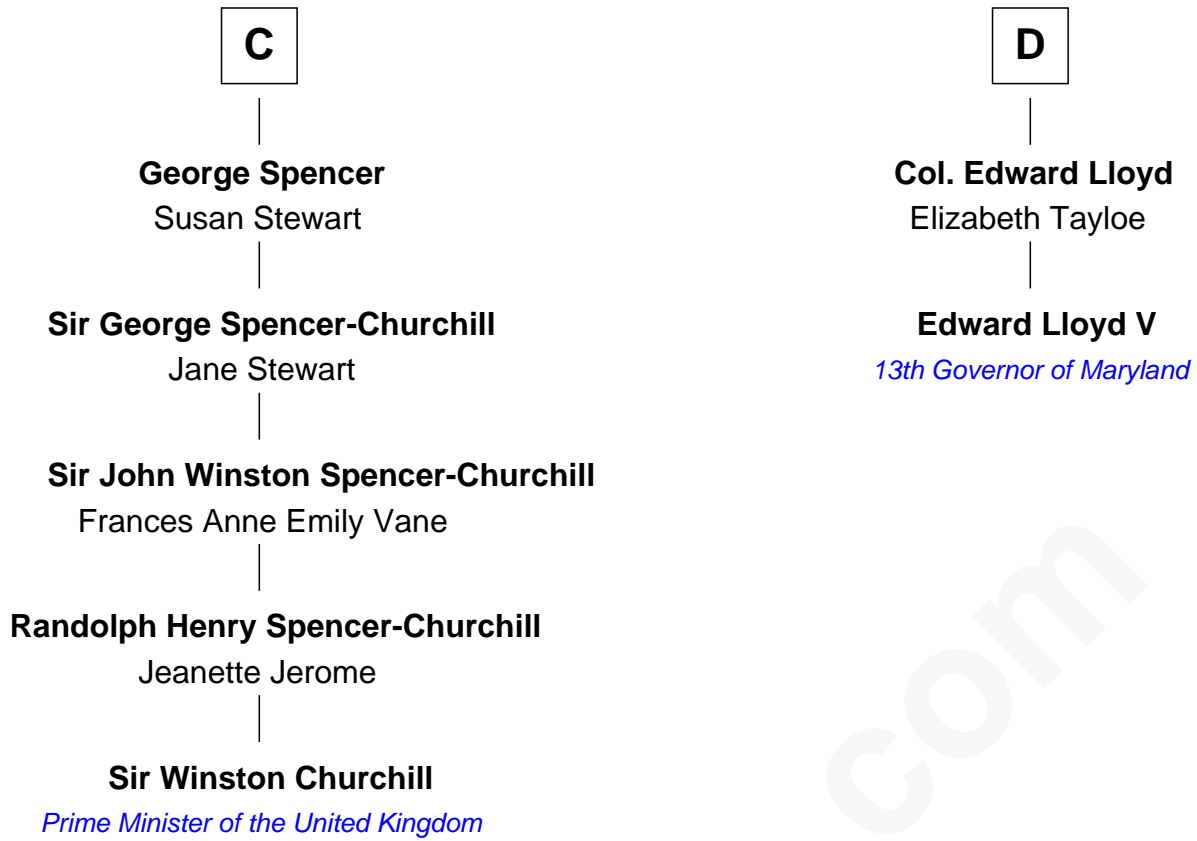 C
George Spencer
Susan Stewart
Sir George Spencer-Churchill
Jane Stewart
Sir John Winston Spencer-Churchill
Frances Anne Emily Vane
Randolph Henry Spencer-Churchill
Jeanette Jerome
Sir Winston Churchill
Prime Minister of the United Kingdom
D
Col. Edward Lloyd
Elizabeth Tayloe
Edward Lloyd V
13th Governor of Maryland
com